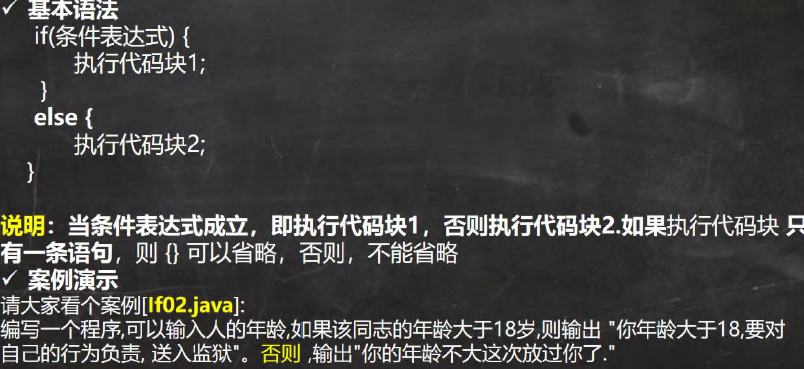 ✓ 基本语法
if(条件表达式) {
执行代码块1;
}
else {
执行代码块2;
}
说明：当条件表达式成立，即执行代码块1，否则执行代码块2.如果执行代码块 只
有一条语句，则 {} 可以省略，否则，不能省略
✓ 案例演示
请大家看个案例[If02.java]:
编写一个程序,可以输入人的年龄,如果该同志的年龄大于18岁,则输出 "你年龄大于18,要对
自己的行为负责, 送入监狱"。否则 ,输出"你的年龄不大这次放过你了."